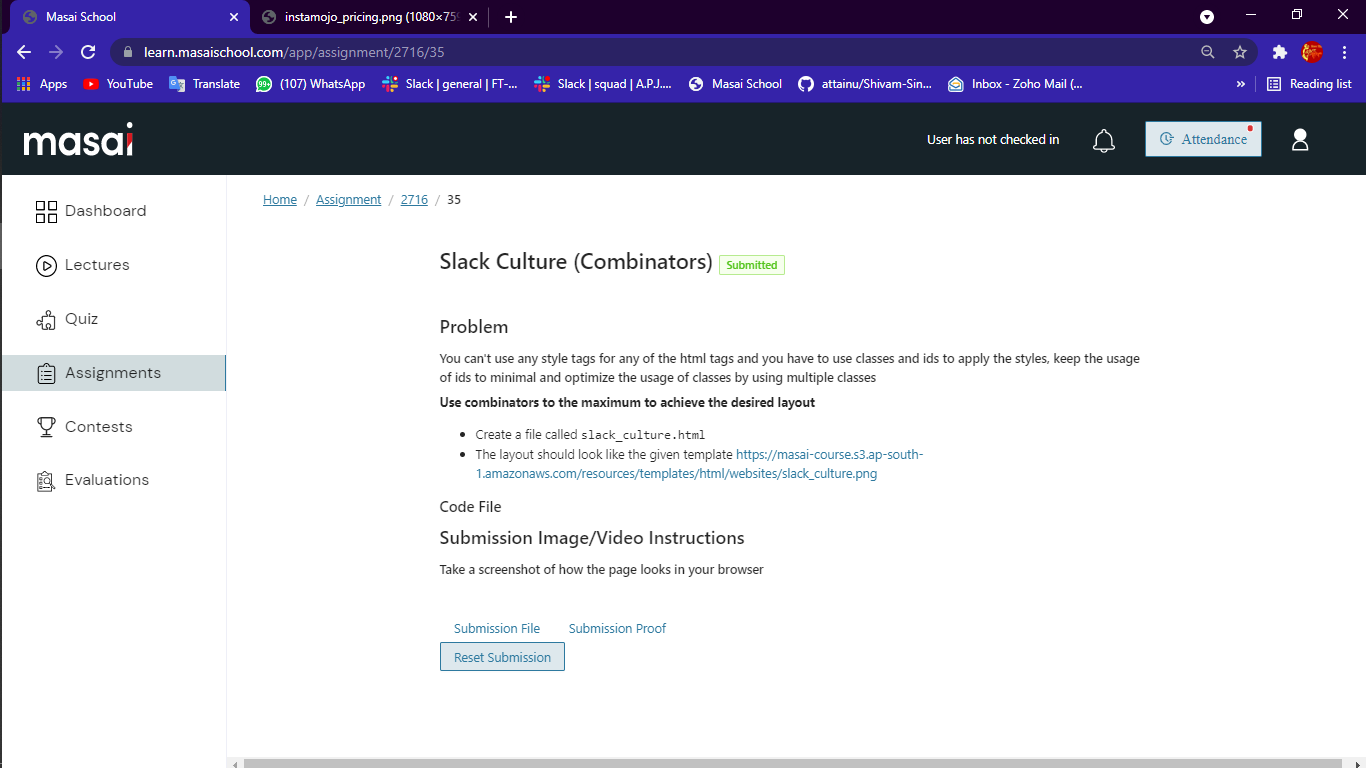 Masai School
instamojo_pricing.png (1080×759
learn.masaischool.com/app/assignment/2716/35
Apps
YouTube
Translate
99+
(107) WhatsApp
Slack | general | FT-...
Slack | squad | A.P.J....
Masai School
attainu/Shivam-Sin...
Inbox - Zoho Mail (...
»
Reading list
masai
User has not checked in
Attendance
Dashboard
Lectures
Quiz
Assignments
Contests
Evaluations
Home / Assignment / 2716 / 35
Slack Culture (Combinators) Submitted
Problem
You can't use any style tags for any of the html tags and you have to use classes and ids to apply the styles, keep the usage
of ids to minimal and optimize the usage of classes by using multiple classes
Use combinators to the maximum to achieve the desired layout
• Create a file called slack_culture.html
• The layout should look like the given template https://masai-course.s3.ap-south-
1.amazonaws.com/resources/templates/html/websites/slack_culture.png
Code File
Submission Image/Video Instructions
Take a screenshot of how the page looks in your browser
Submission File Submission Proof
Reset Submission